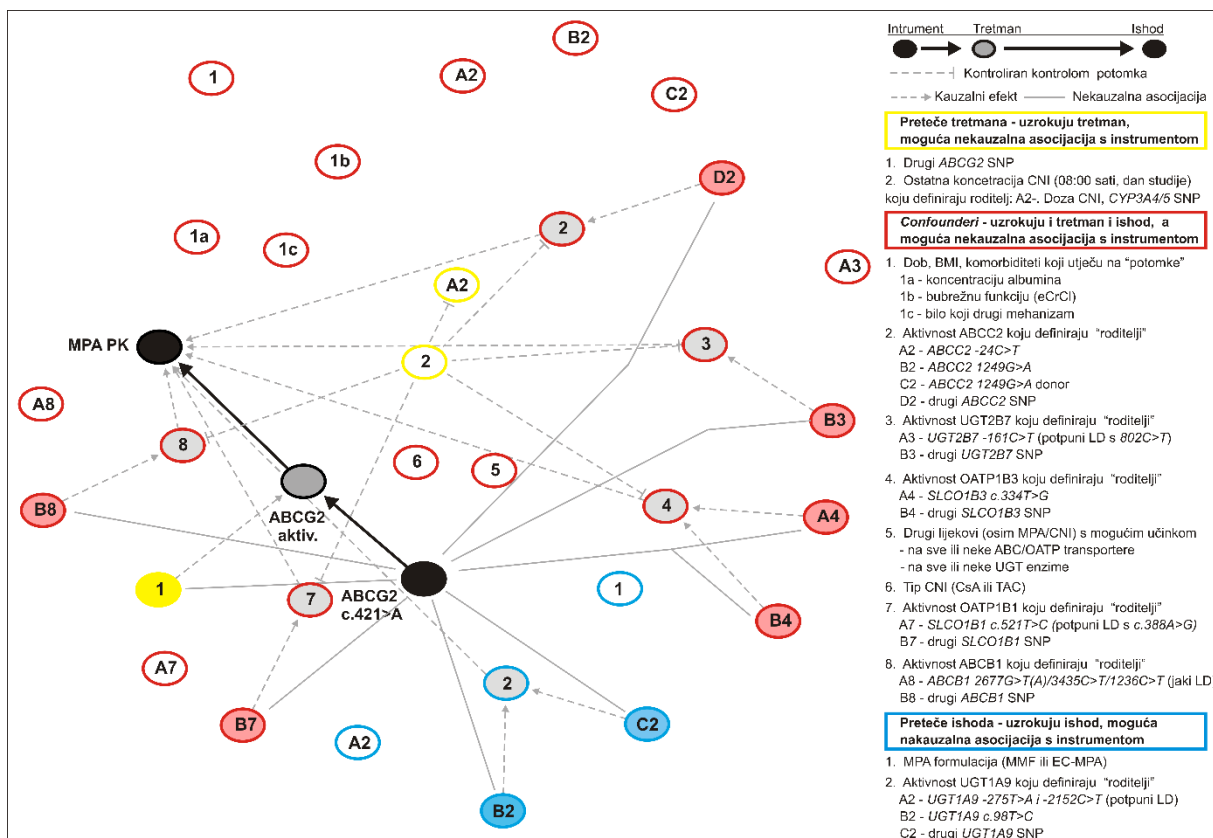 B2
1
A2
C2
1b
D2
2
1a
1c
A3
A2
MPA PK
3
2
A8
8
6
5
B3
B8
ABCG2
aktiv.
4
A4
1
7
ABCG2
c.421>A
1
B4
A7
2
B7
A2
C2
B2
Intrument Tretman Ishod
Kontroliran kontrolom potomka
Kauzalni efekt Nekauzalna asocijacija
Preteče tretmana - uzrokuju tretman,
moguća nekauzalna asocijacija s instrumentom
1. Drugi ABCG2 SNP
2. Ostatna koncetracija CNI (08:00 sati, dan studije)
koju definiraju roditelj: A2-. Doza CNI, CYP3A4/5 SNP
Confounderi - uzrokuju i tretman i ishod, a
moguća nekauzalna asocijacija s instrumentom
1. Dob, BMI, komorbiditeti koji utječu na "potomke"
1a - koncentraciju albumina
1b - bubrežnu funkciju (eCrCl)
1c - bilo koji drugi mehanizam
2. Aktivnost ABCC2 koju definiraju "roditelji"
A2 - ABCC2 -24C>T
B2 - ABCC2 1249G>A
C2 - ABCC2 1249G>A donor
D2 - drugi ABCC2 SNP
3. Aktivnost UGT2B7 koju definiraju "roditelji"
A3 - UGT2B7 -161C>T (potpuni LD s 802C>T)
B3 - drugi UGT2B7 SNP
4. Aktivnost OATP1B3 koju definiraju "roditelji"
A4 - SLCO1B3 c.334T>G
B4 - drugi SLCO1B3 SNP
5. Drugi lijekovi (osim MPA/CNI) s mogućim učinkom
- na sve ili neke ABC/OATP transportere
- na sve ili neke UGT enzime
6. Tip CNI (CsA ili TAC)
7. Aktivnost OATP1B1 koju definiraju "roditelji"
A7 - SLCO1B1 c.521T>C (potpuni LD s c.388A>G)
B7 - drugi SLCO1B1 SNP
8. Aktivnost ABCB1 koju definiraju "roditelji"
A8 - ABCB1 2677G>T(A)/3435C>T/1236C>T (jaki LD
B8 - drugi ABCB1 SNP
Preteče ishoda - uzrokuju ishod, moguća
nakauzalna asocijacija s instrumentom
1. MPA formulacija (MMF ili EC-MPA)
2. Aktivnost UGT1A9 koju definiraju "roditelji"
A2 - UGT1A9 -275T>A i -2152C>T (potpuni LD)
B2 - UGT1A9 c.98T>C
C2 - drugi UGT1A9 SNP